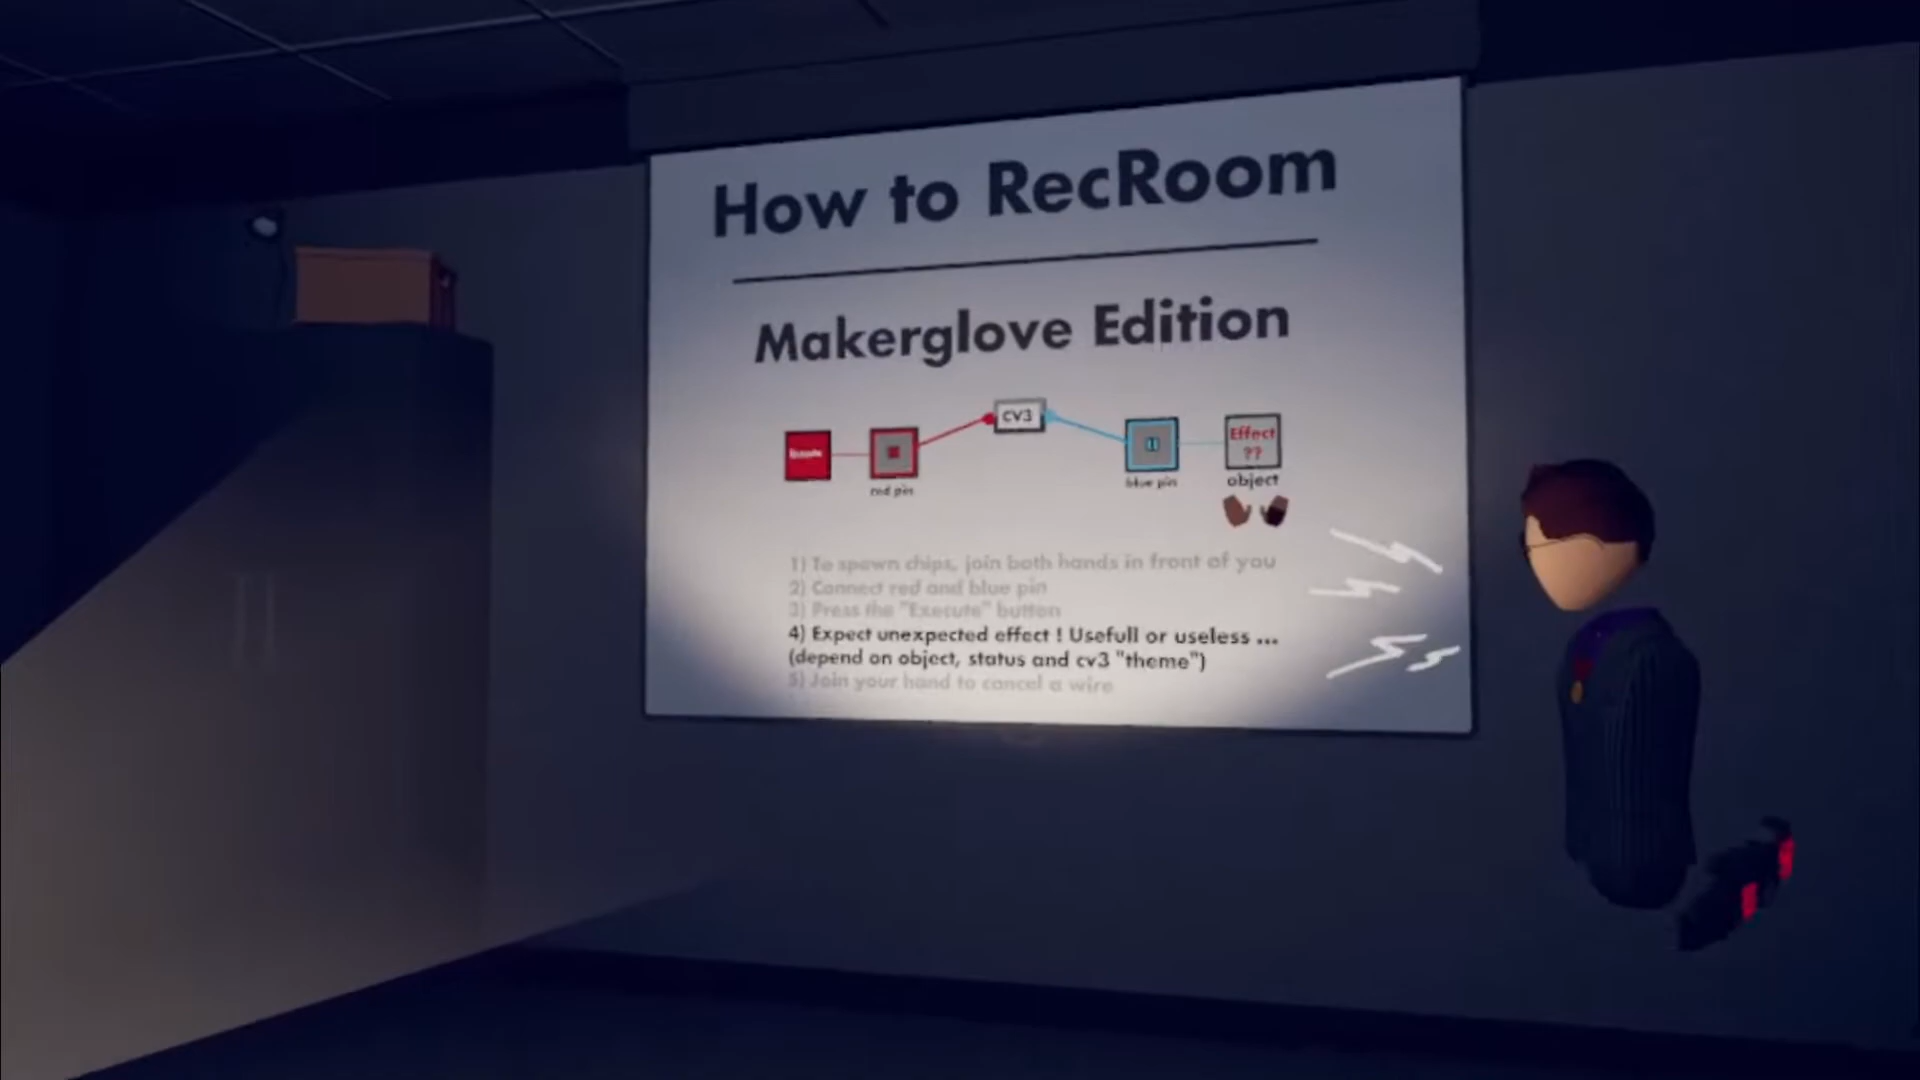 How to RecRoom
Makerglove Edition
CV3
Execute
Effect
??
red pin
blue pin
object
1) To spawn chips, join both hands in front of you
2) Connect red and blue pin
3) Press the "Execute" button
4) Expect unexpected effect ! Usefull or useless ...
(depend on object, status and cv3 "theme")
5) Join your hand to cancel a wire